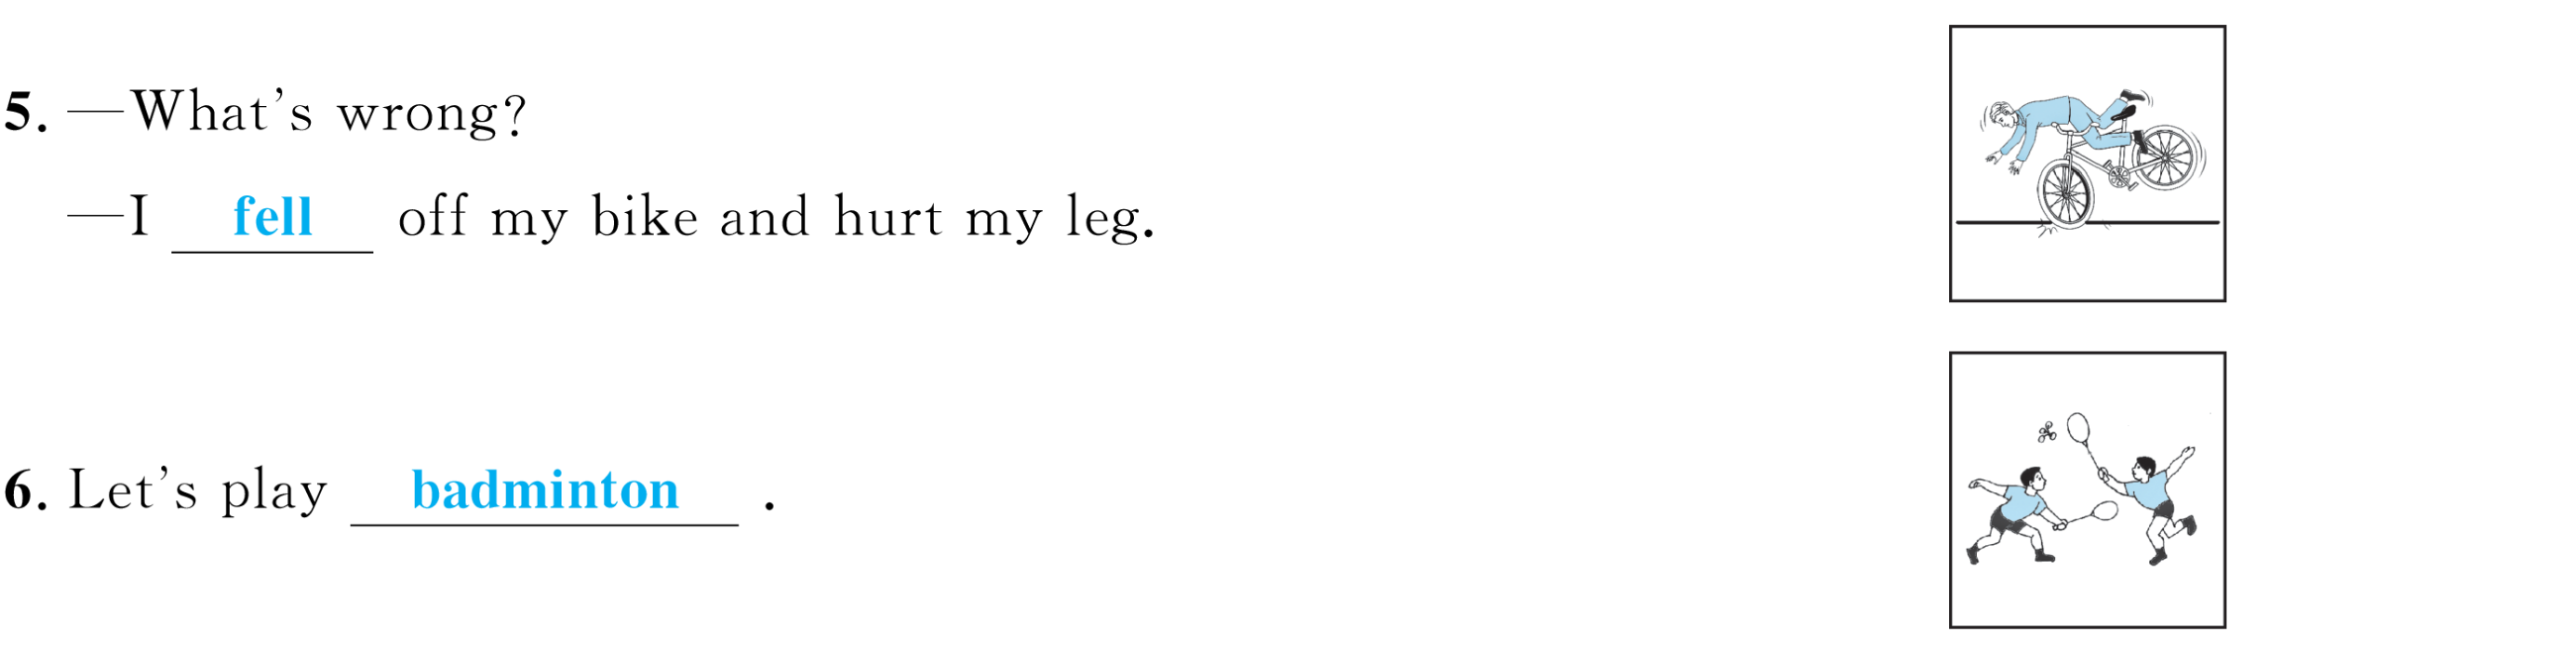 5. —What's wrong?
—I fell off my bike and hurt my leg.
6. Let's play badminton .